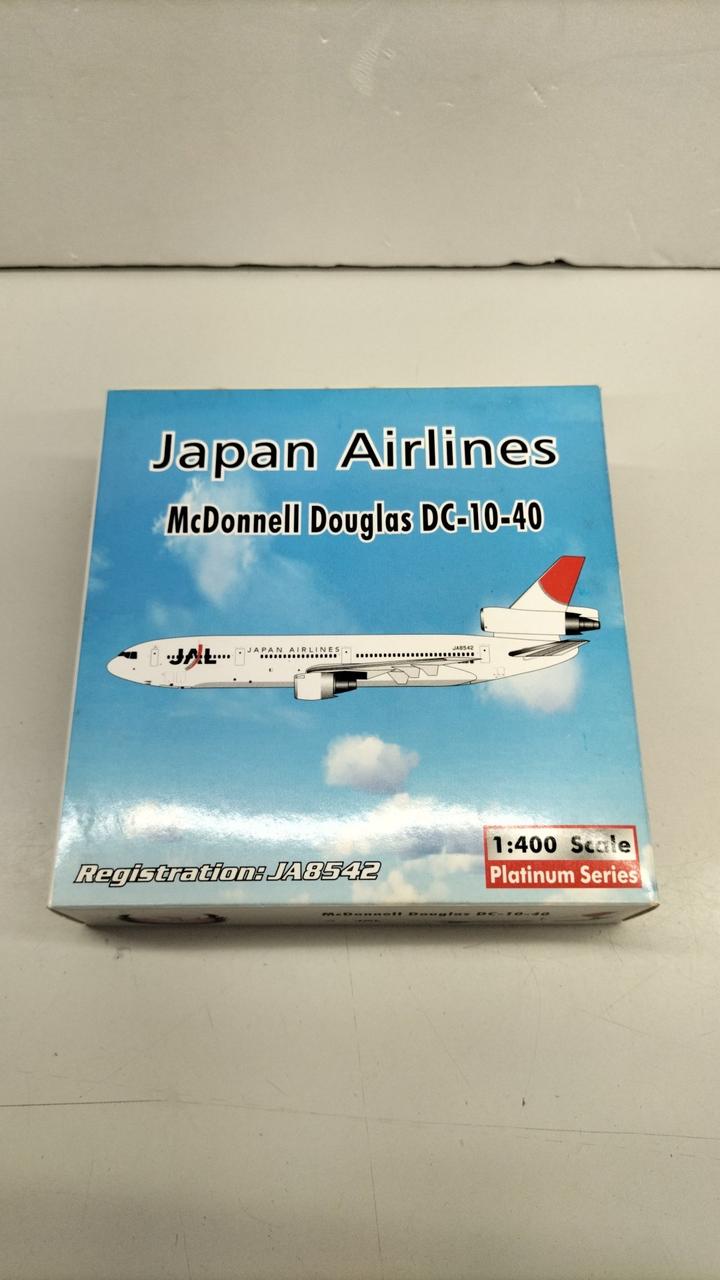 Japan Airlines
McDonnell Douglas DC-10-40
JAL JAPAN AIRLINES JA8542
1:400 Scale
Platinum Series
Registration: JA8542
McDonnell Douglas DC-10-40